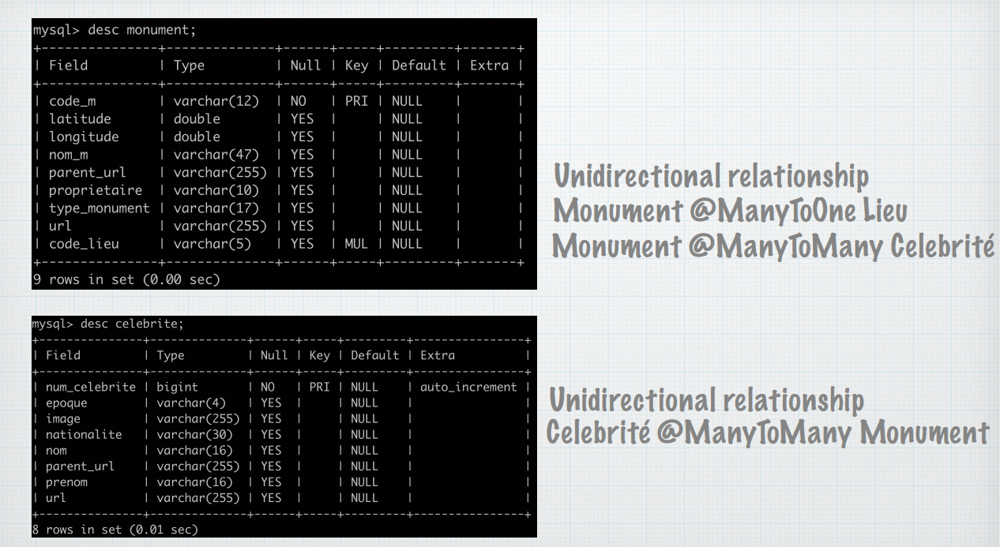 mysql> desc monument;
+---------------+--------------+------+-----+---------+-------+
| Field         | Type         | Null | Key | Default | Extra |
+---------------+--------------+------+-----+---------+-------+
| code_m        | varchar(12)  | NO   | PRI | NULL    |       |
| latitude      | double       | YES  |     | NULL    |       |
| longitude     | double       | YES  |     | NULL    |       |
| nom_m         | varchar(47)  | YES  |     | NULL    |       |
| parent_url    | varchar(255) | YES  |     | NULL    |       |
| proprietaire  | varchar(10)  | YES  |     | NULL    |       |
| type_monument | varchar(17)  | YES  |     | NULL    |       |
| url           | varchar(255) | YES  |     | NULL    |       |
| code_lieu     | varchar(5)   | YES  | MUL | NULL    |       |
+---------------+--------------+------+-----+---------+-------+
9 rows in set (0.00 sec)
Unidirectional relationship
Monument @ManyToOne Lieu
Monument @ManyToMany Celebrité
mysql> desc celebrite;
+---------------+--------------+------+-----+---------+----------------+
| Field         | Type         | Null | Key | Default | Extra          |
+---------------+--------------+------+-----+---------+----------------+
| num_celebrite | bigint       | NO   | PRI | NULL    | auto_increment |
| epoque        | varchar(4)   | YES  |     | NULL    |                |
| image         | varchar(255) | YES  |     | NULL    |                |
| nationalite   | varchar(30)  | YES  |     | NULL    |                |
| nom           | varchar(16)  | YES  |     | NULL    |                |
| parent_url    | varchar(255) | YES  |     | NULL    |                |
| prenom        | varchar(16)  | YES  |     | NULL    |                |
| url           | varchar(255) | YES  |     | NULL    |                |
+---------------+--------------+------+-----+---------+----------------+
8 rows in set (0.01 sec)
Unidirectional relationship
Celebrité @ManyToMany Monument